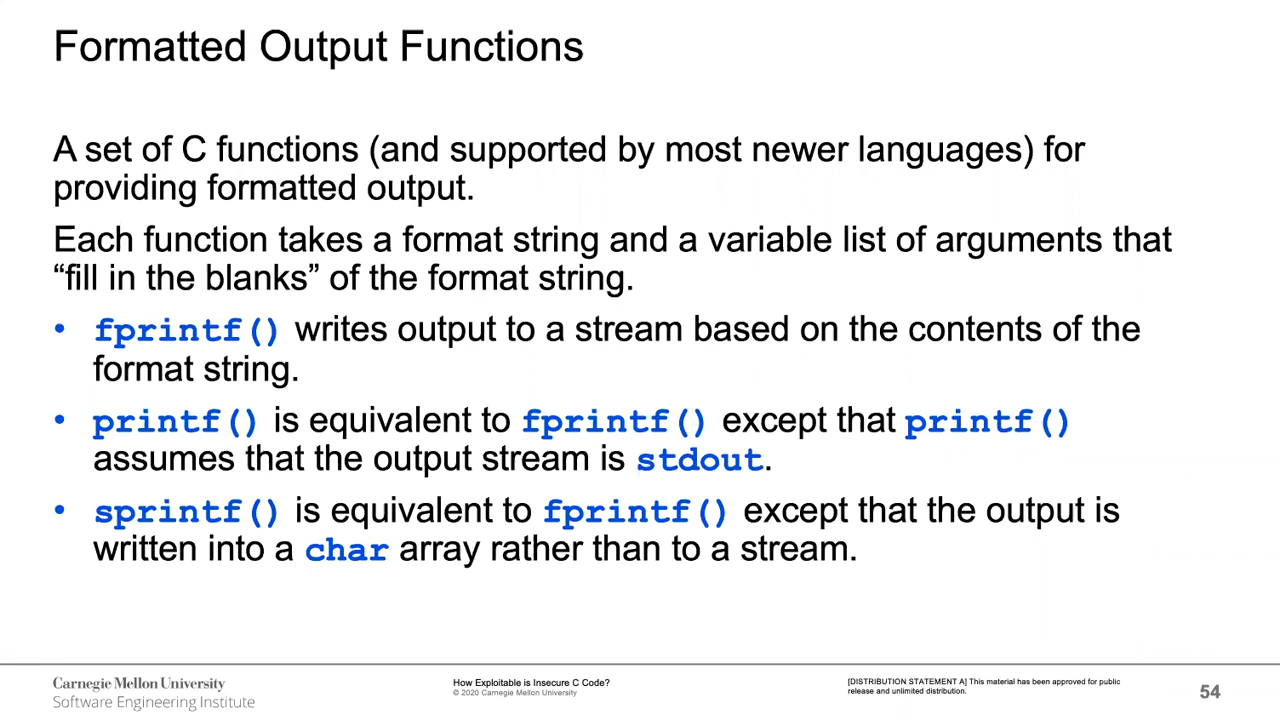 Formatted Output Functions
A set of C functions (and supported by most newer languages) for
providing formatted output.
Each function takes a format string and a variable list of arguments that
“fill in the blanks” of the format string.
• fprintf() writes output to a stream based on the contents of the
format string.
• printf() is equivalent to fprintf() except that printf()
assumes that the output stream is stdout.
• sprintf() is equivalent to fprintf() except that the output is
written into a char array rather than to a stream.
Carnegie Mellon University
Software Engineering Institute
How Exploitable is Insecure C Code?
© 2020 Carnegie Mellon University
[DISTRIBUTION STATEMENT A] This material has been approved for public
release and unlimited distribution.
54